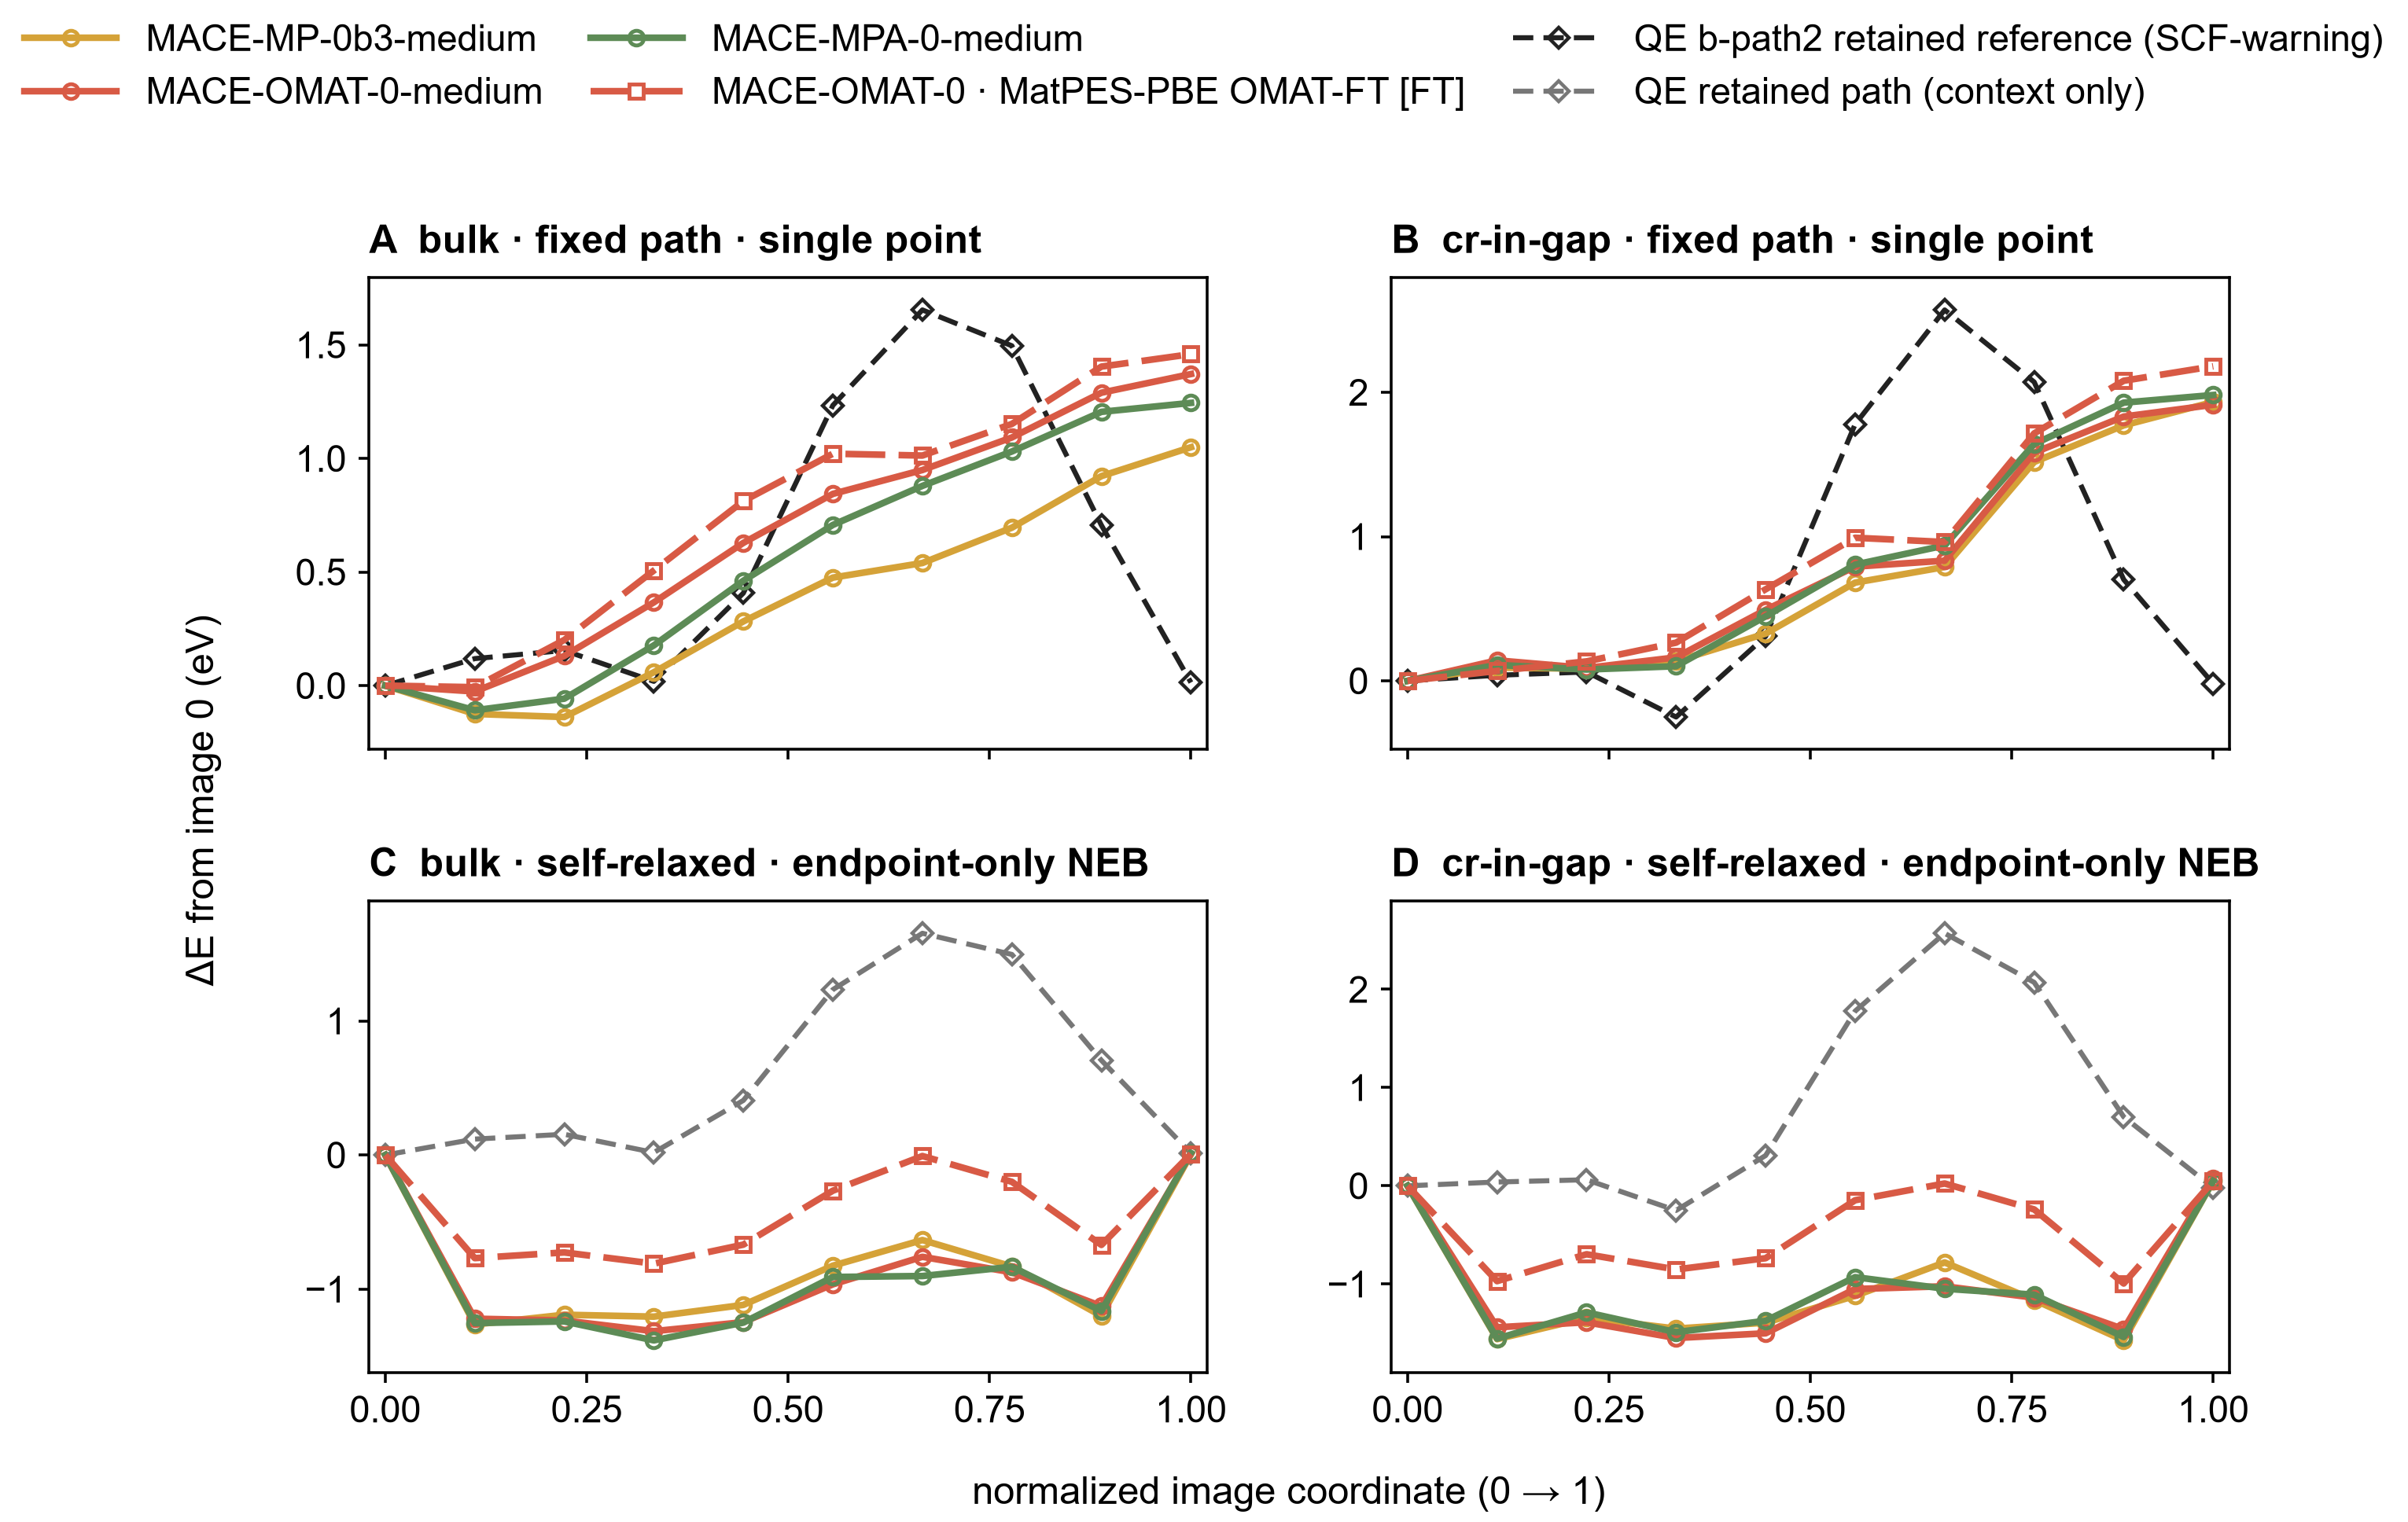 MACE-MP-0b3-medium
MACE-OMAT-0-medium
MACE-MPA-0-medium
MACE-OMAT-0 · MatPES-PBE OMAT-FT [FT]
QE b-path2 retained reference (SCF-warning)
QE retained path (context only)
A bulk · fixed path · single point
1.5
1.0
0.5
0.0
B cr-in-gap · fixed path · single point
2
1
0
ΔE from image 0 (eV)
C bulk · self-relaxed · endpoint-only NEB
1
0
−1
0.00 0.25 0.50 0.75 1.00
D cr-in-gap · self-relaxed · endpoint-only NEB
2
1
0
−1
0.00 0.25 0.50 0.75 1.00
normalized image coordinate (0 → 1)